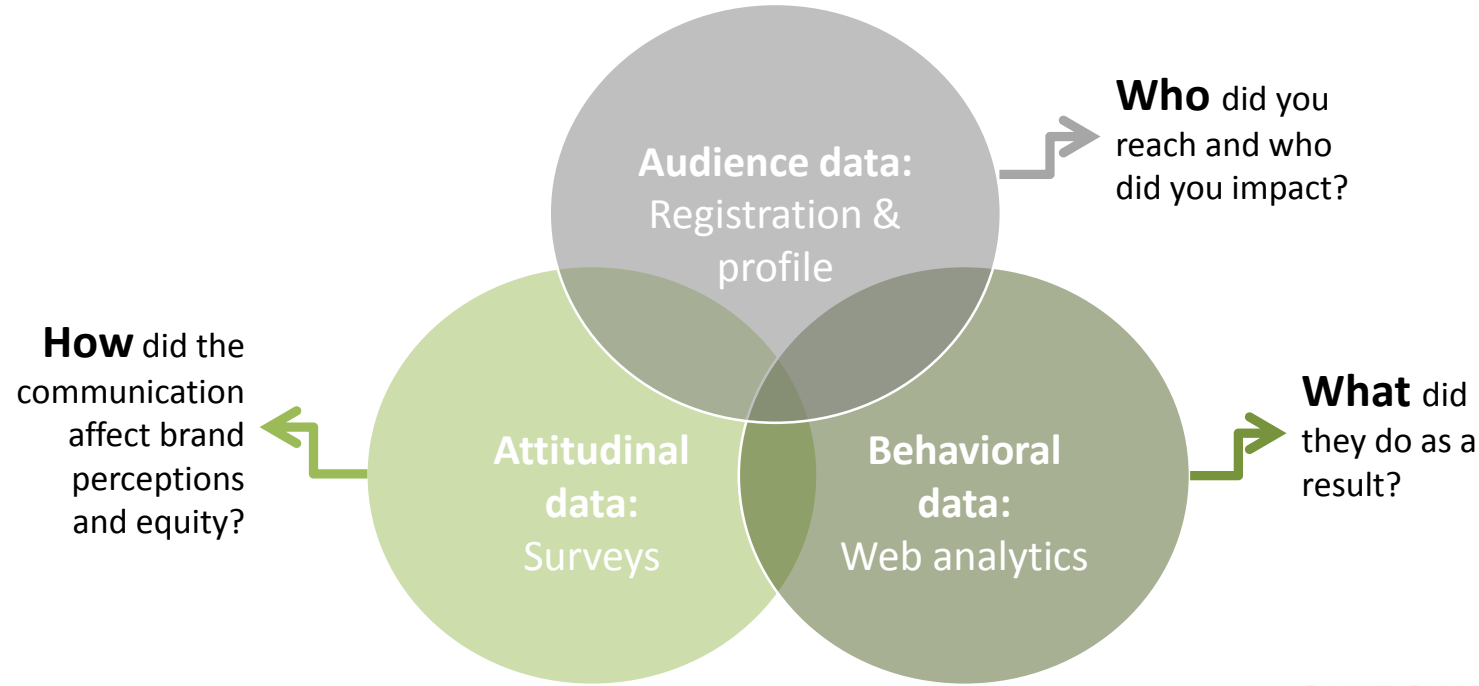 Audience data:
Registration &
profile
Who did you
reach and who
did you impact?
How did the
communication
affect brand
perceptions
and equity?
Attitudinal
data:
Surveys
Behavioral
data:
Web analytics
What did
they do as a
result?